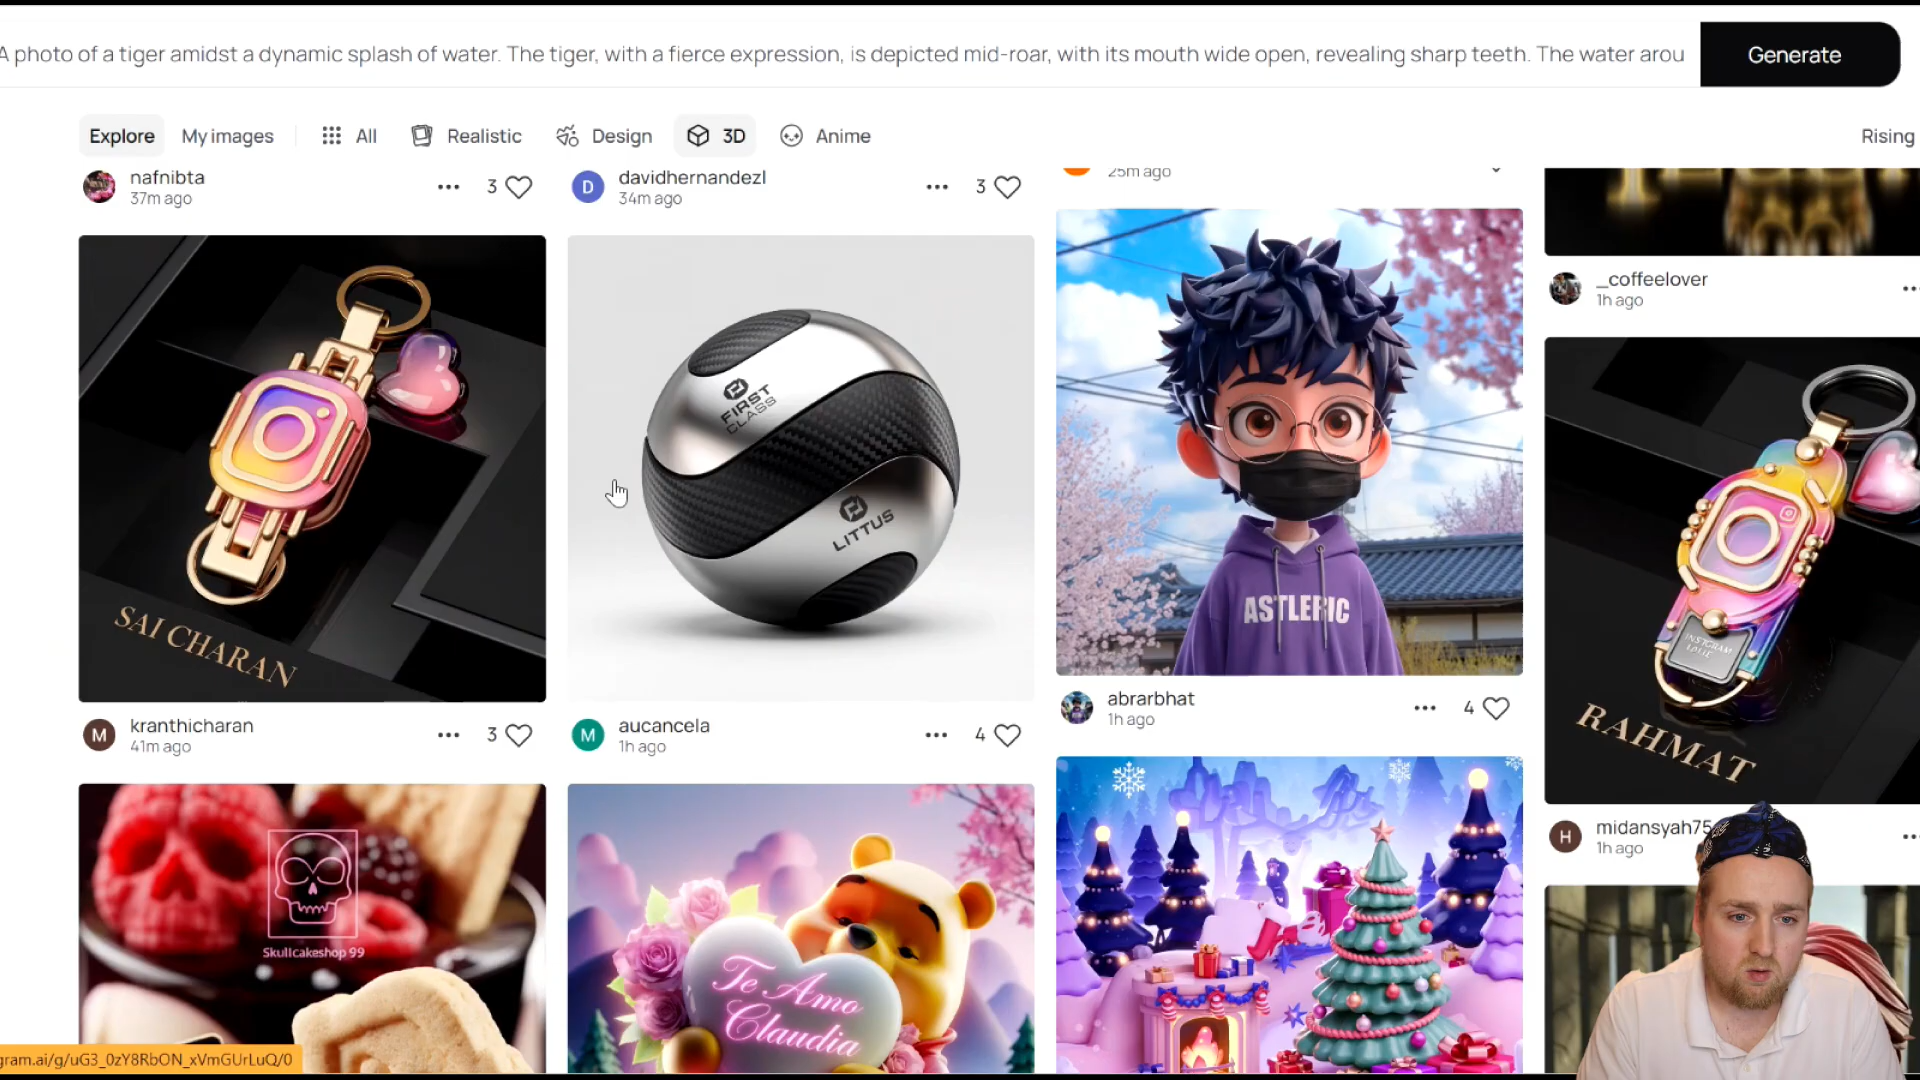 A photo of a tiger amidst a dynamic splash of water. The tiger, with a fierce expression, is depicted mid-roar, with its mouth wide open, revealing sharp teeth. The water arou
Generate
Explore
My images
All
Realistic
Design
3D
Anime
Rising
nafnibta
37m ago
3
D
davidhernandezl
34m ago
3
25m ago
_coffeelover
1h ago
SAI CHARAN
FIRST
CLASS
LITTUS
ASTLERIC
INSTGRAM
RAHMAT
M
kranthicharan
41m ago
3
M
aucancela
1h ago
4
abrarbhat
1h ago
4
H
midansyah75
1h ago
Skullcakeshop 99
Te Amo
Claudia
gram.ai/g/uG3_0zY8RbON_xVmGUrLuQ/0